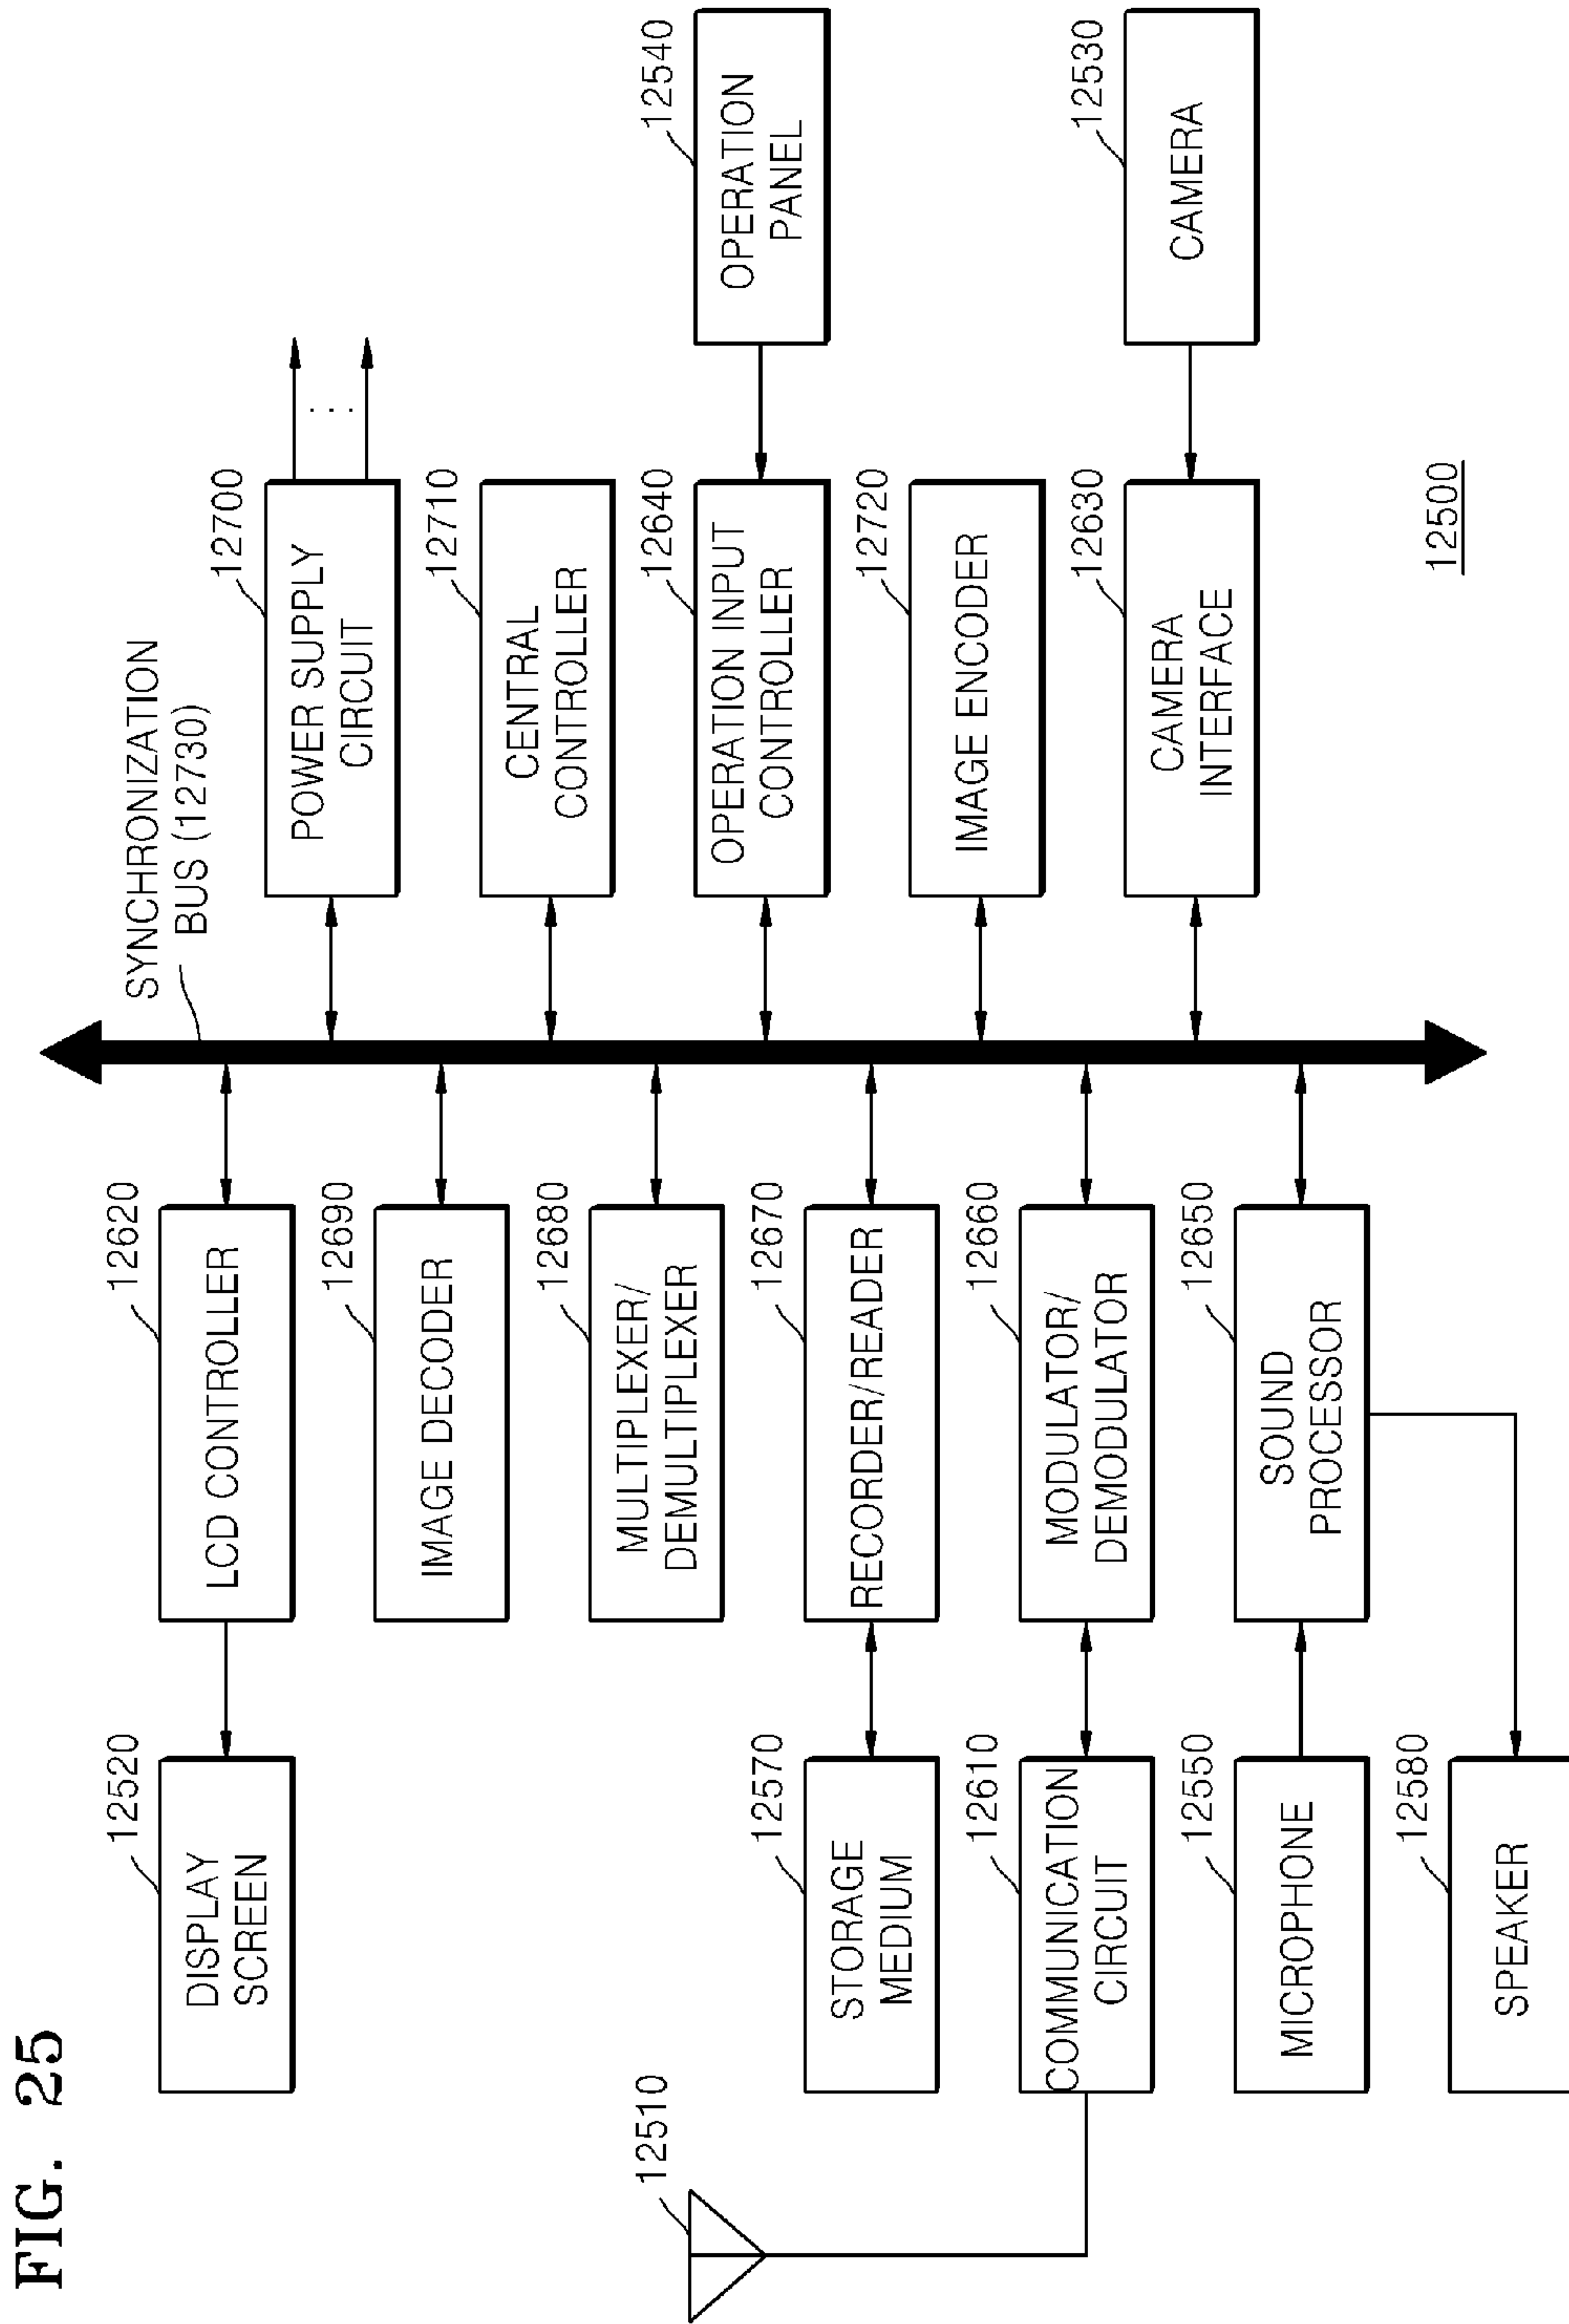 FIG. 25
12510
12520
DISPLAY
SCREEN
12620
LCD CONTROLLER
SYNCHRONIZATION
BUS (12730)
12700
POWER SUPPLY
CIRCUIT
...
12690
IMAGE DECODER
12710
CENTRAL
CONTROLLER
12680
MULTIPLEXER/
DEMULTIPLEXER
12640
OPERATION INPUT
CONTROLLER
12540
OPERATION
PANEL
12570
STORAGE
MEDIUM
12670
RECORDER/READER
12720
IMAGE ENCODER
12610
COMMUNICATION
CIRCUIT
12660
MODULATOR/
DEMODULATOR
12630
CAMERA
INTERFACE
12530
CAMERA
12550
MICROPHONE
12650
SOUND
PROCESSOR
12580
SPEAKER
12500